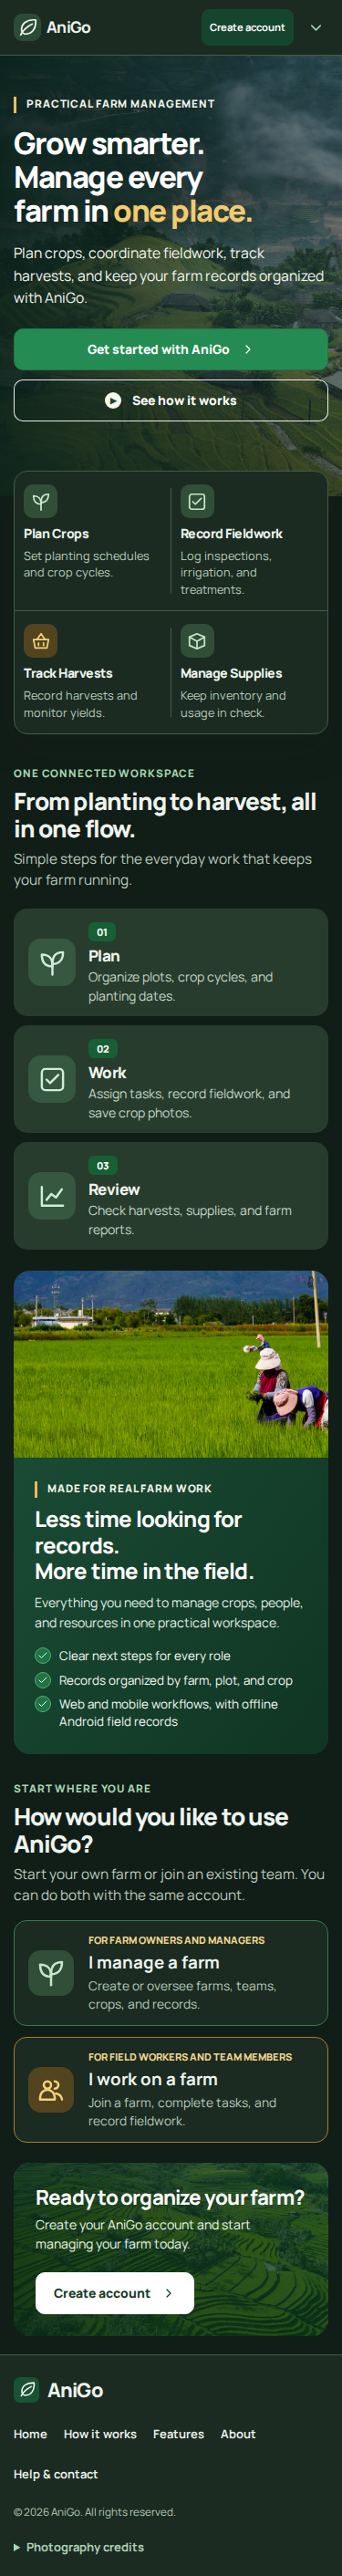 AniGo
Create account
PRACTICAL FARM MANAGEMENT
Grow smarter.
Manage every
farm in one place.
Plan crops, coordinate fieldwork, track
harvests, and keep your farm records organized
with AniGo.
Get started with AniGo
See how it works
Plan Crops
Set planting schedules
and crop cycles.
Record Fieldwork
Log inspections,
irrigation, and
treatments.
Track Harvests
Record harvests and
monitor yields.
Manage Supplies
Keep inventory and
usage in check.
ONE CONNECTED WORKSPACE
From planting to harvest, all
in one flow.
Simple steps for the everyday work that keeps
your farm running.
01
Plan
Organize plots, crop cycles, and
planting dates.
02
Work
Assign tasks, record fieldwork, and
save crop photos.
03
Review
Check harvests, supplies, and farm
reports.
MADE FOR REAL FARM WORK
Less time looking for
records.
More time in the field.
Everything you need to manage crops, people,
and resources in one practical workspace.
Clear next steps for every role
Records organized by farm, plot, and crop
Web and mobile workflows, with offline
Android field records
START WHERE YOU ARE
How would you like to use
AniGo?
Start your own farm or join an existing team. You
can do both with the same account.
FOR FARM OWNERS AND MANAGERS
I manage a farm
Create or oversee farms, teams,
crops, and records.
FOR FIELD WORKERS AND TEAM MEMBERS
I work on a farm
Join a farm, complete tasks, and
record fieldwork.
Ready to organize your farm?
Create your AniGo account and start
managing your farm today.
Create account
AniGo
Home How it works Features About
Help & contact
© 2026 AniGo. All rights reserved.
Photography credits